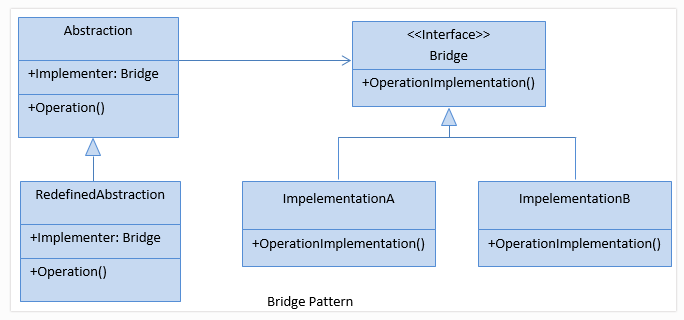 Abstraction
+Implementer: Bridge
+Operation()
<<Interface>>
Bridge
+OperationImplementation()
RedefinedAbstraction
+Implementer: Bridge
+Operation()
ImpelementationA
+OperationImplementation()
ImpelementationB
+OperationImplementation()
Bridge Pattern